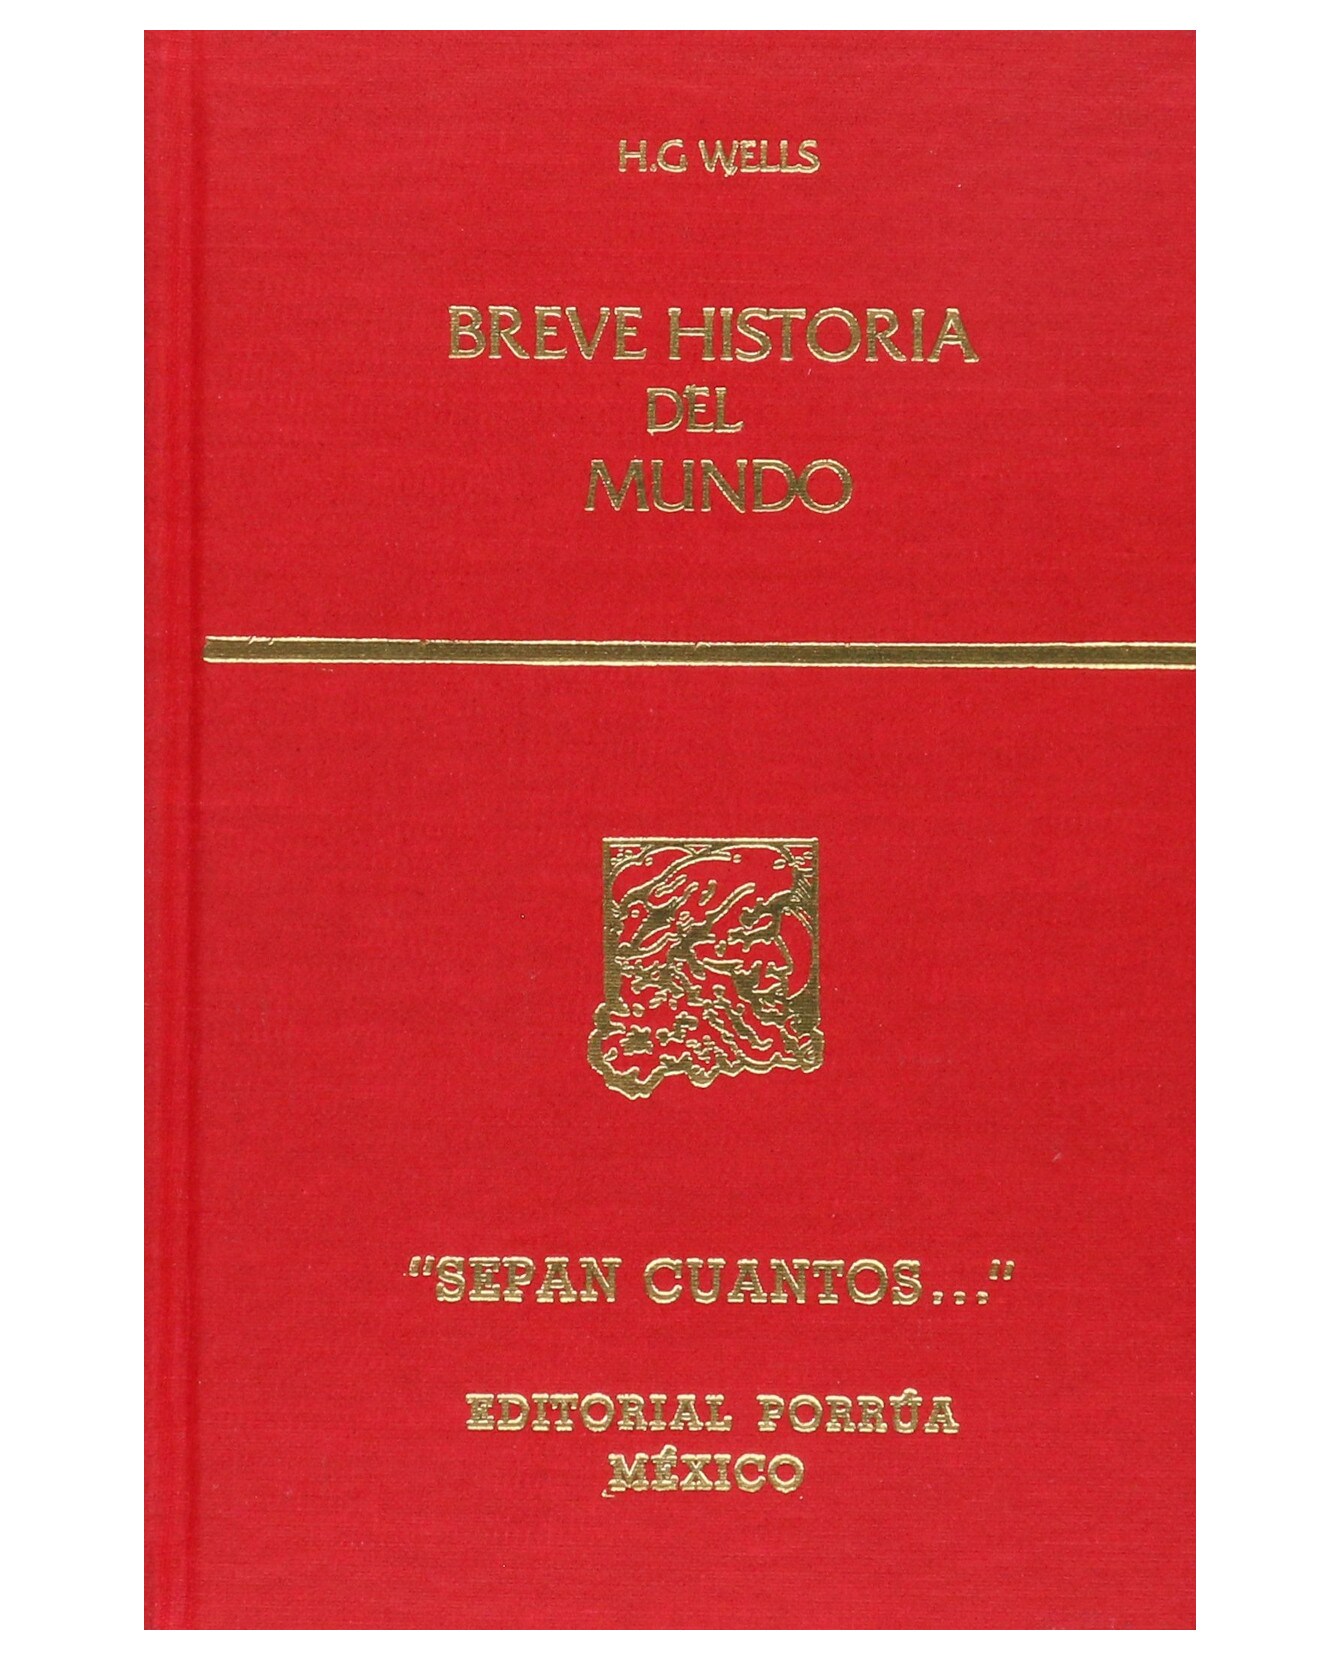 H.G WELLS
BREVE HISTORIA
DEL
MUNDO
"SEPAN CUANTOS..."
EDITORIAL PORRÚA
MÉXICO